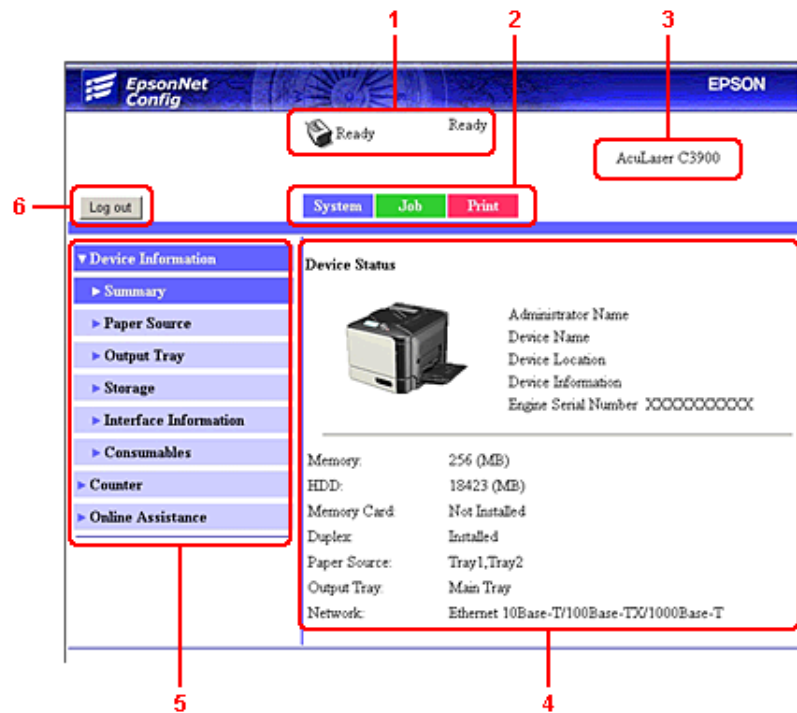 1
2
3
EpsonNet
Config
EPSON
Ready
Ready
AcuLaser C3900
6
Log out
System
Job
Print
Device Information
Summary
Paper Source
Output Tray
Storage
Interface Information
Consumables
Counter
Online Assistance
Device Status
Administrator Name
Device Name
Device Location
Device Information
Engine Serial Number XXXXXXXXXXX
Memory: 256 (MB)
HDD: 18423 (MB)
Memory Card: Not Installed
Duplex: Installed
Paper Source: Tray1,Tray2
Output Tray: Main Tray
Network: Ethernet 10Base-T/100Base-TX/1000Base-T
5
4